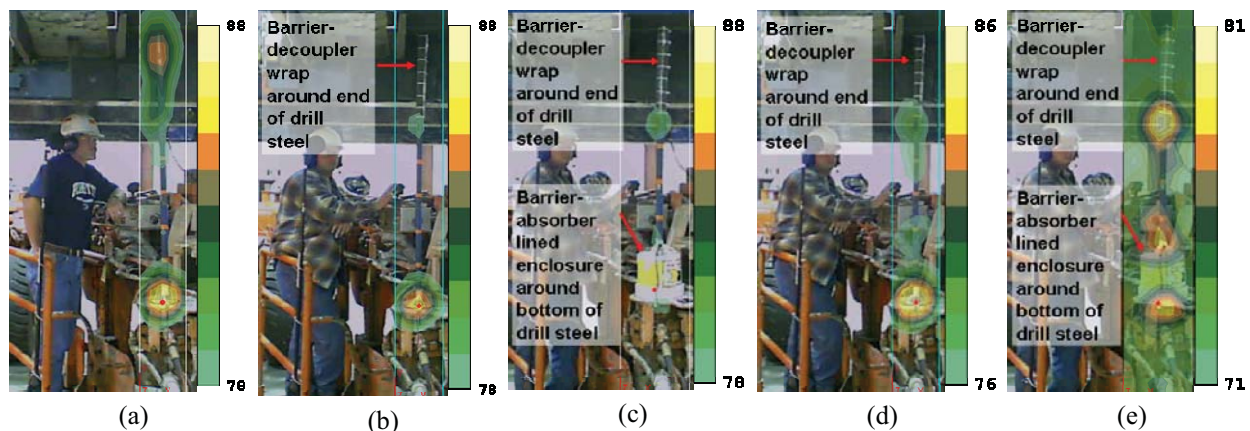 88
78
(a)
Barrier-
decoupler
wrap
around end
of drill
steel
88
78
(b)
Barrier-
decoupler
wrap
around end
of drill
steel
Barrier-
absorber
lined
enclosure
around
bottom of
drill steel
88
78
(c)
Barrier-
decoupler
wrap
around end
of drill
steel
86
76
(d)
Barrier-
decoupler
wrap
around end
of drill
steel
Barrier-
absorber
lined
enclosure
around
bottom of
drill steel
81
71
(e)